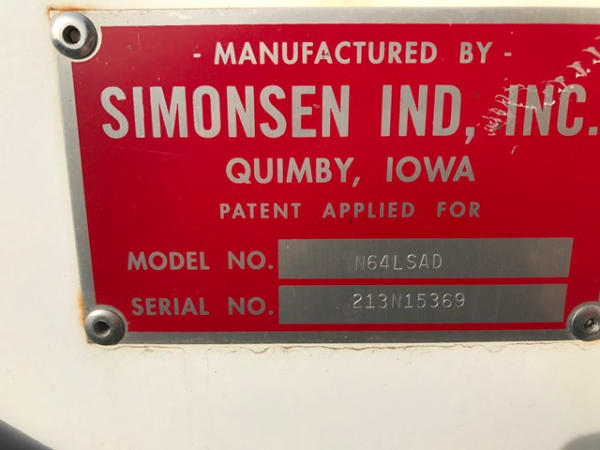 - MANUFACTURED BY -
SIMONSEN IND, INC.
QUIMBY, IOWA
PATENT APPLIED FOR
MODEL NO. N64LSAD
SERIAL NO. 213N15369